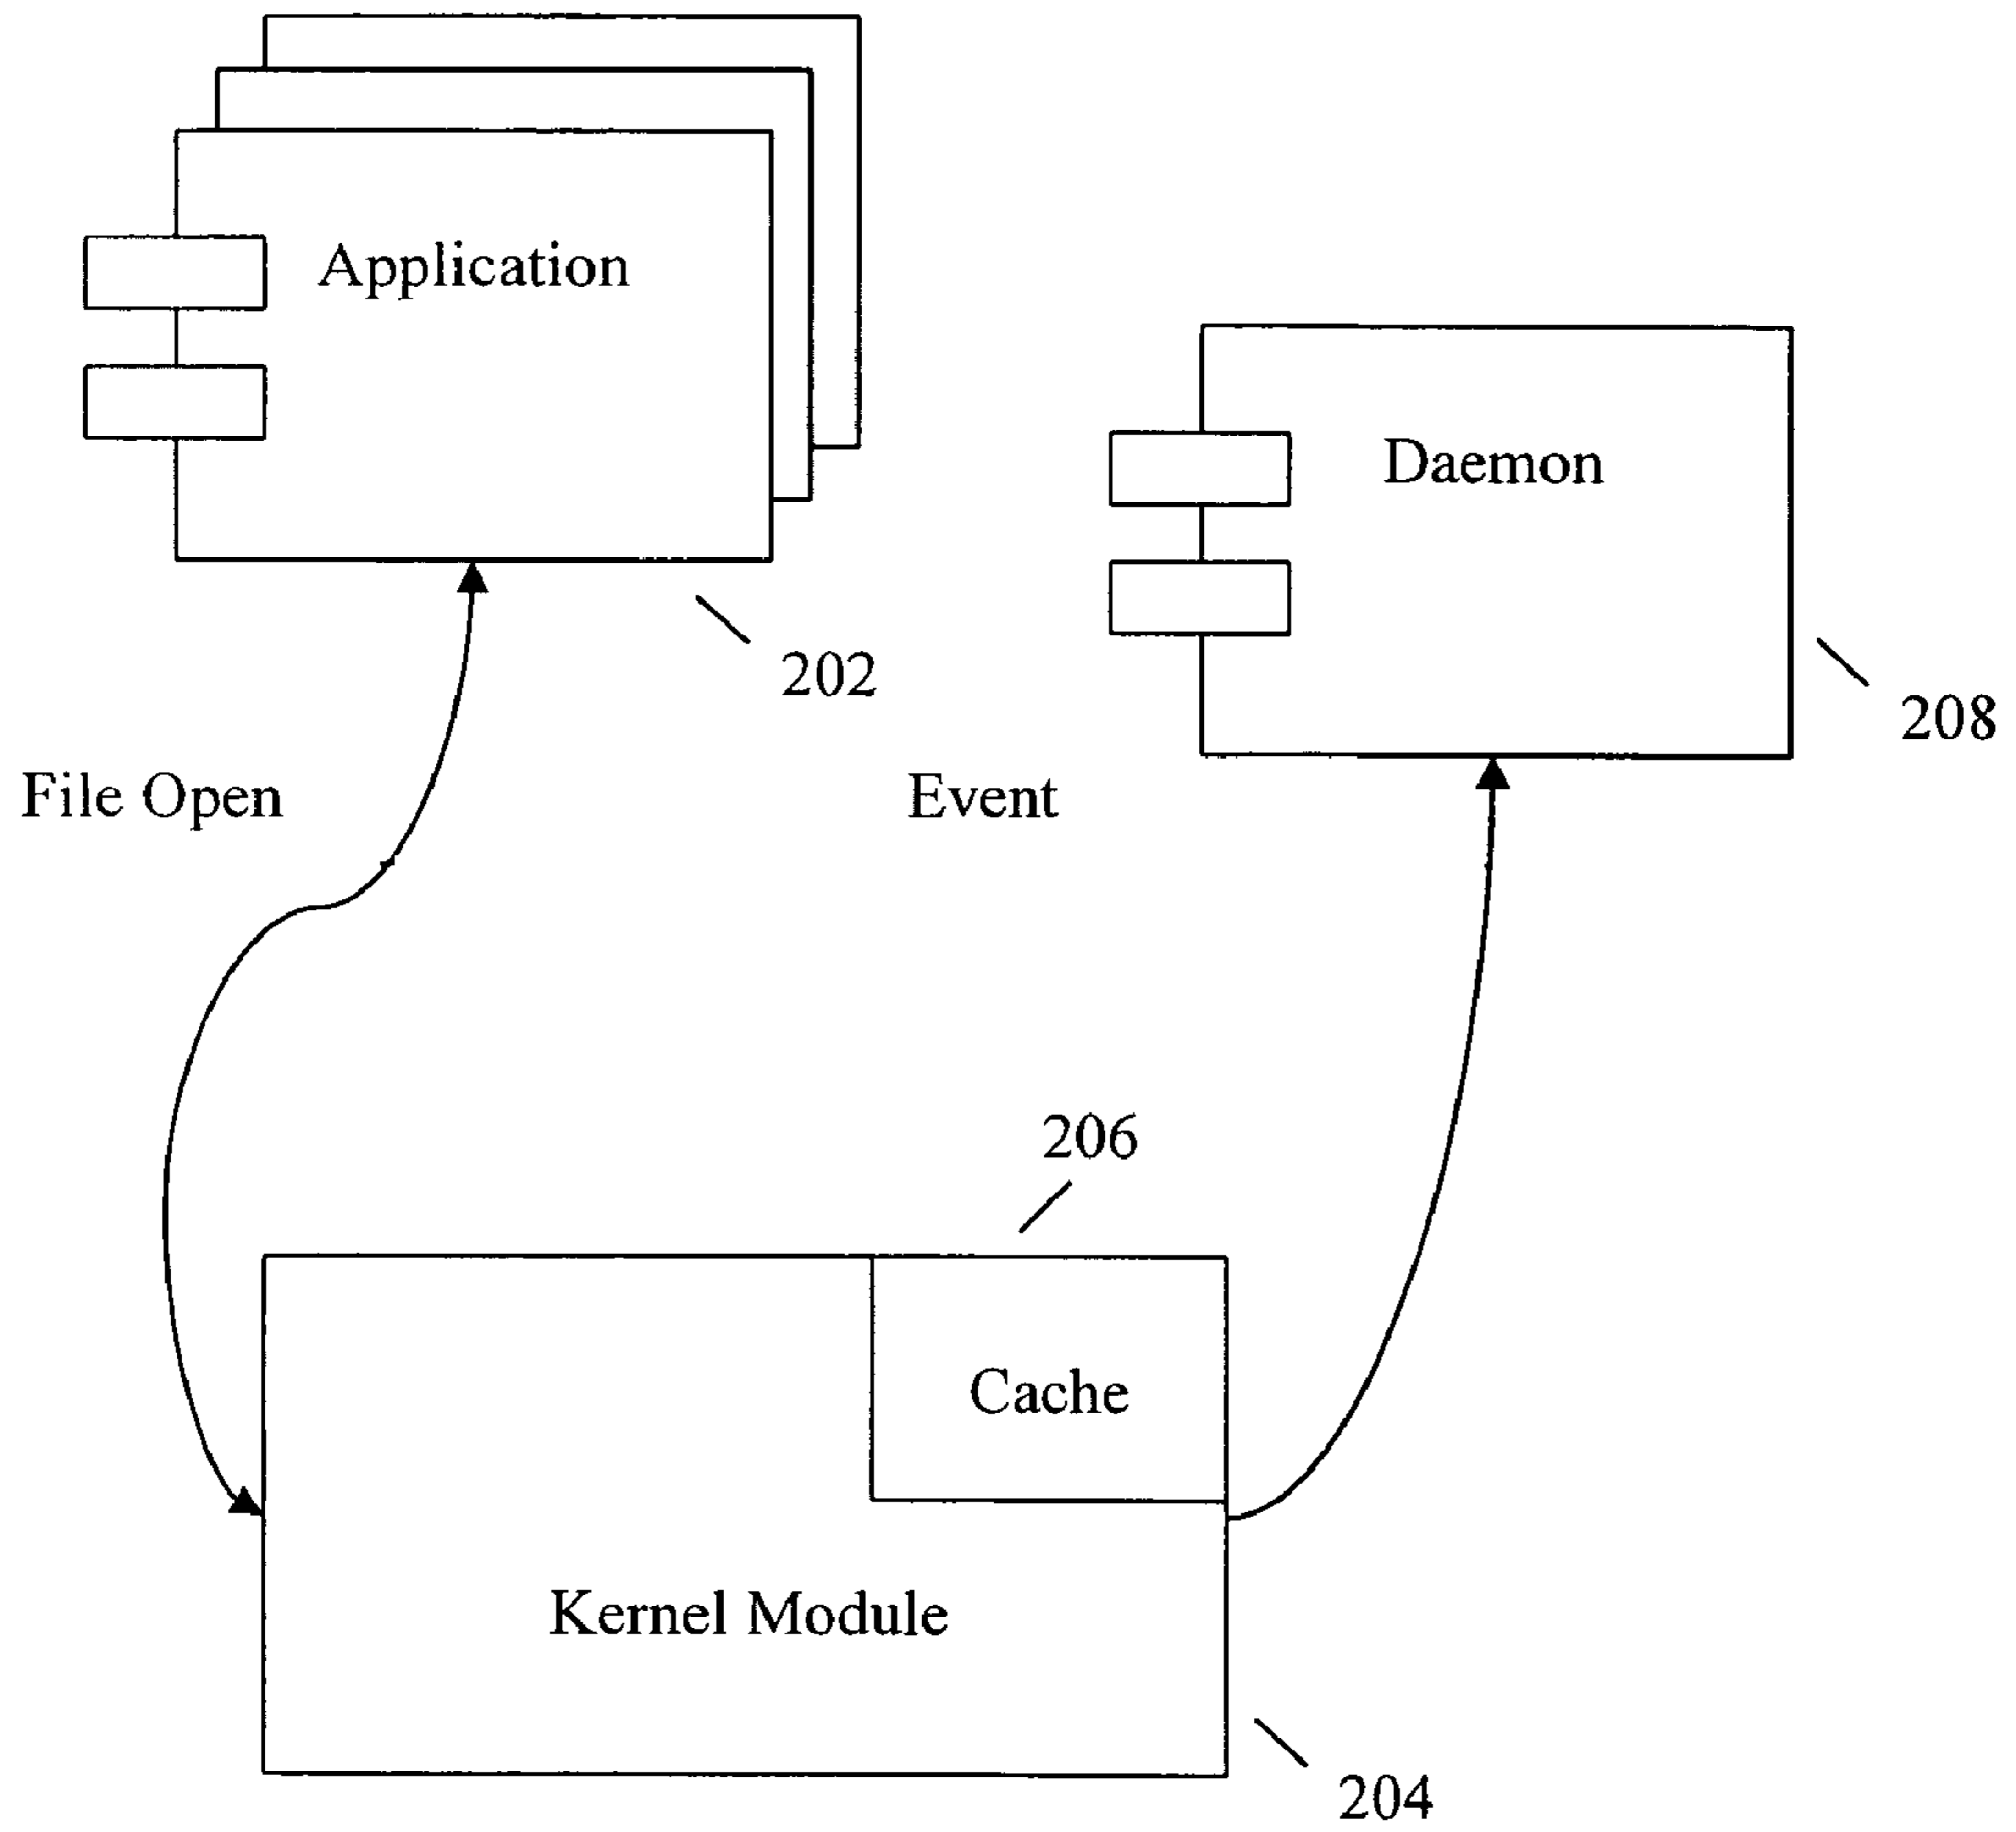 Application
Daemon
202
208
File Open
Event
206
Cache
Kernel Module
204